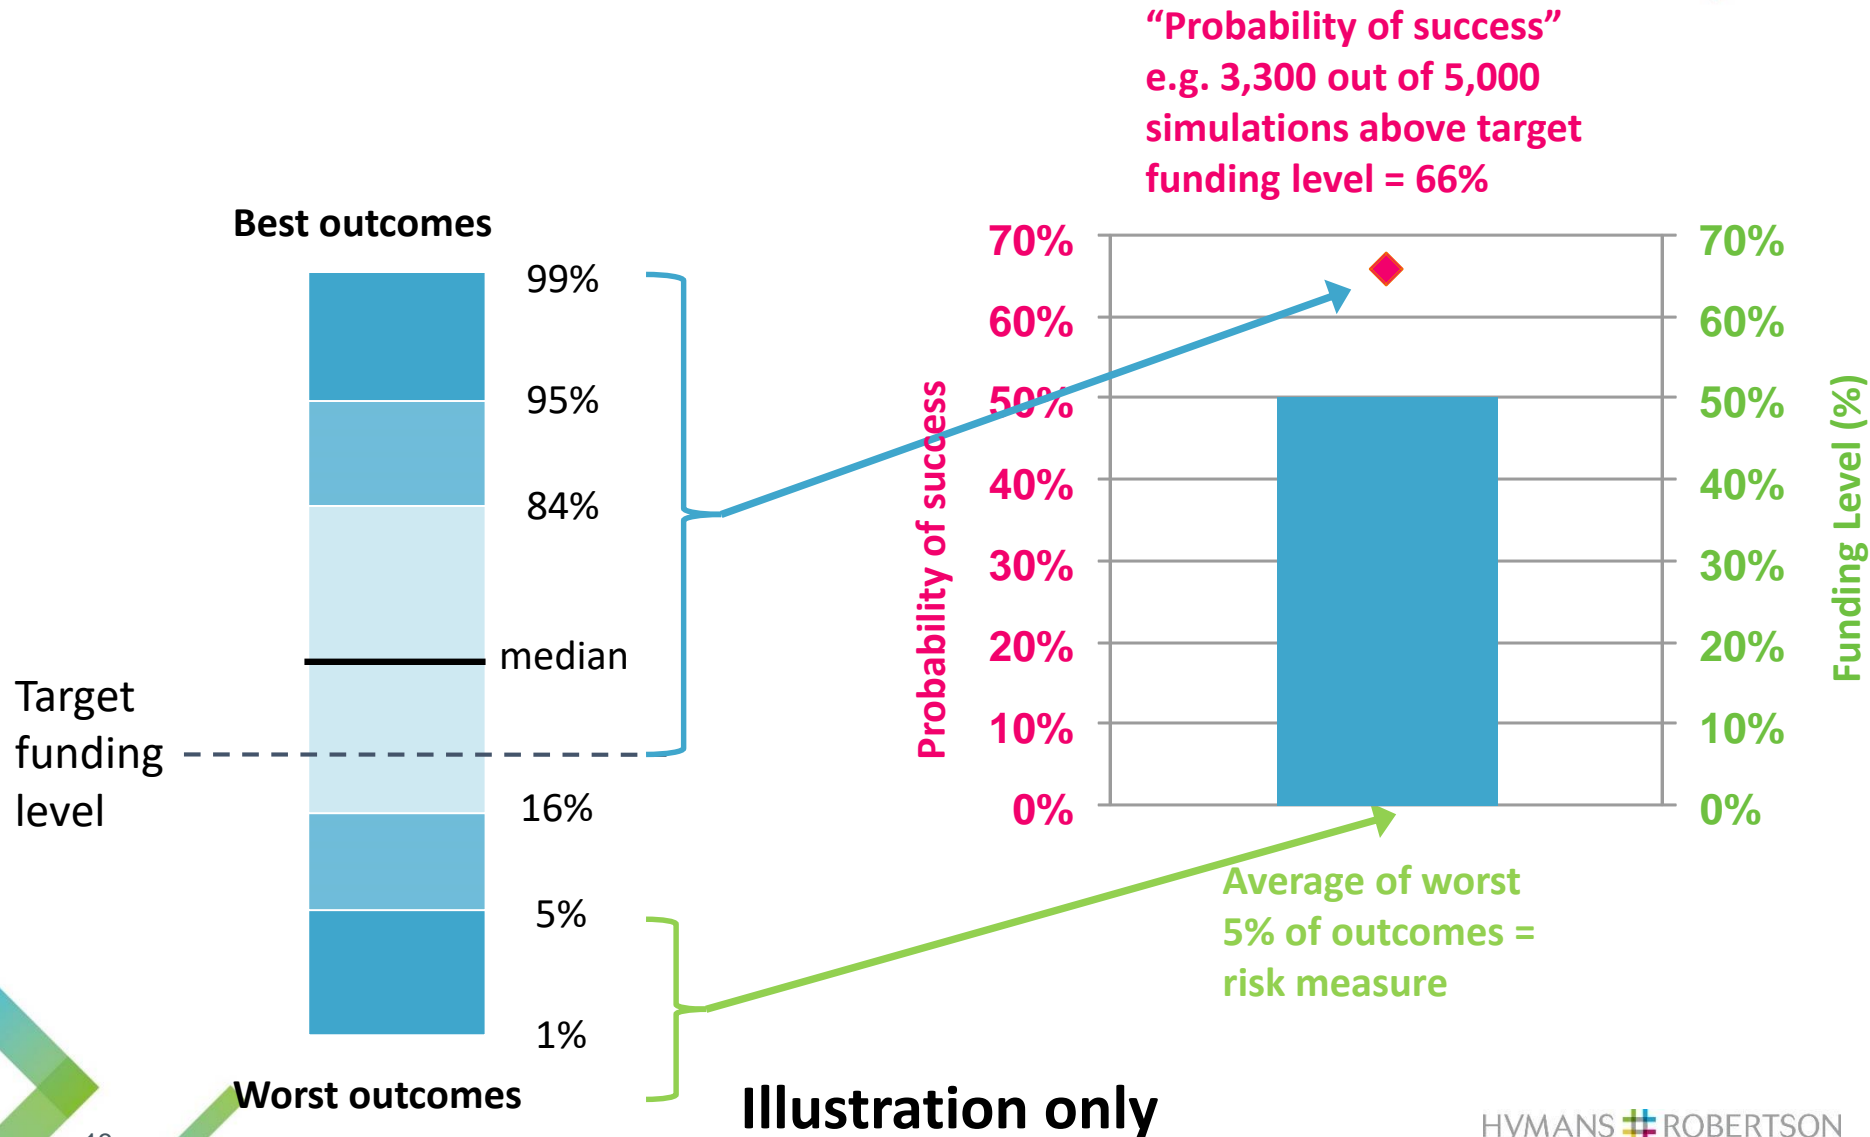 “Probability of success”
e.g. 3,300 out of 5,000
simulations above target
funding level = 66%
Best outcomes
99%
95%
84%
median
Target
funding
level
16%
5%
1%
Worst outcomes
70%
60%
50%
40%
30%
20%
10%
0%
Probability of success
70%
60%
50%
40%
30%
20%
10%
0%
Funding Level (%)
Average of worst
5% of outcomes =
risk measure
Illustration only
HYMANS ROBERTSON